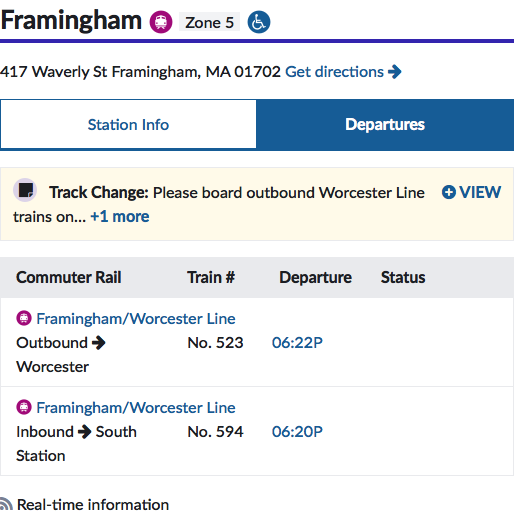 Framingham Zone 5
417 Waverly St Framingham, MA 01702 Get directions
Station Info Departures
Track Change: Please board outbound Worcester Line VIEW
trains on... +1 more
Commuter Rail Train # Departure Status
Framingham/Worcester Line
Outbound No. 523 06:22P
Worcester
Framingham/Worcester Line
Inbound South No. 594 06:20P
Station
Real-time information